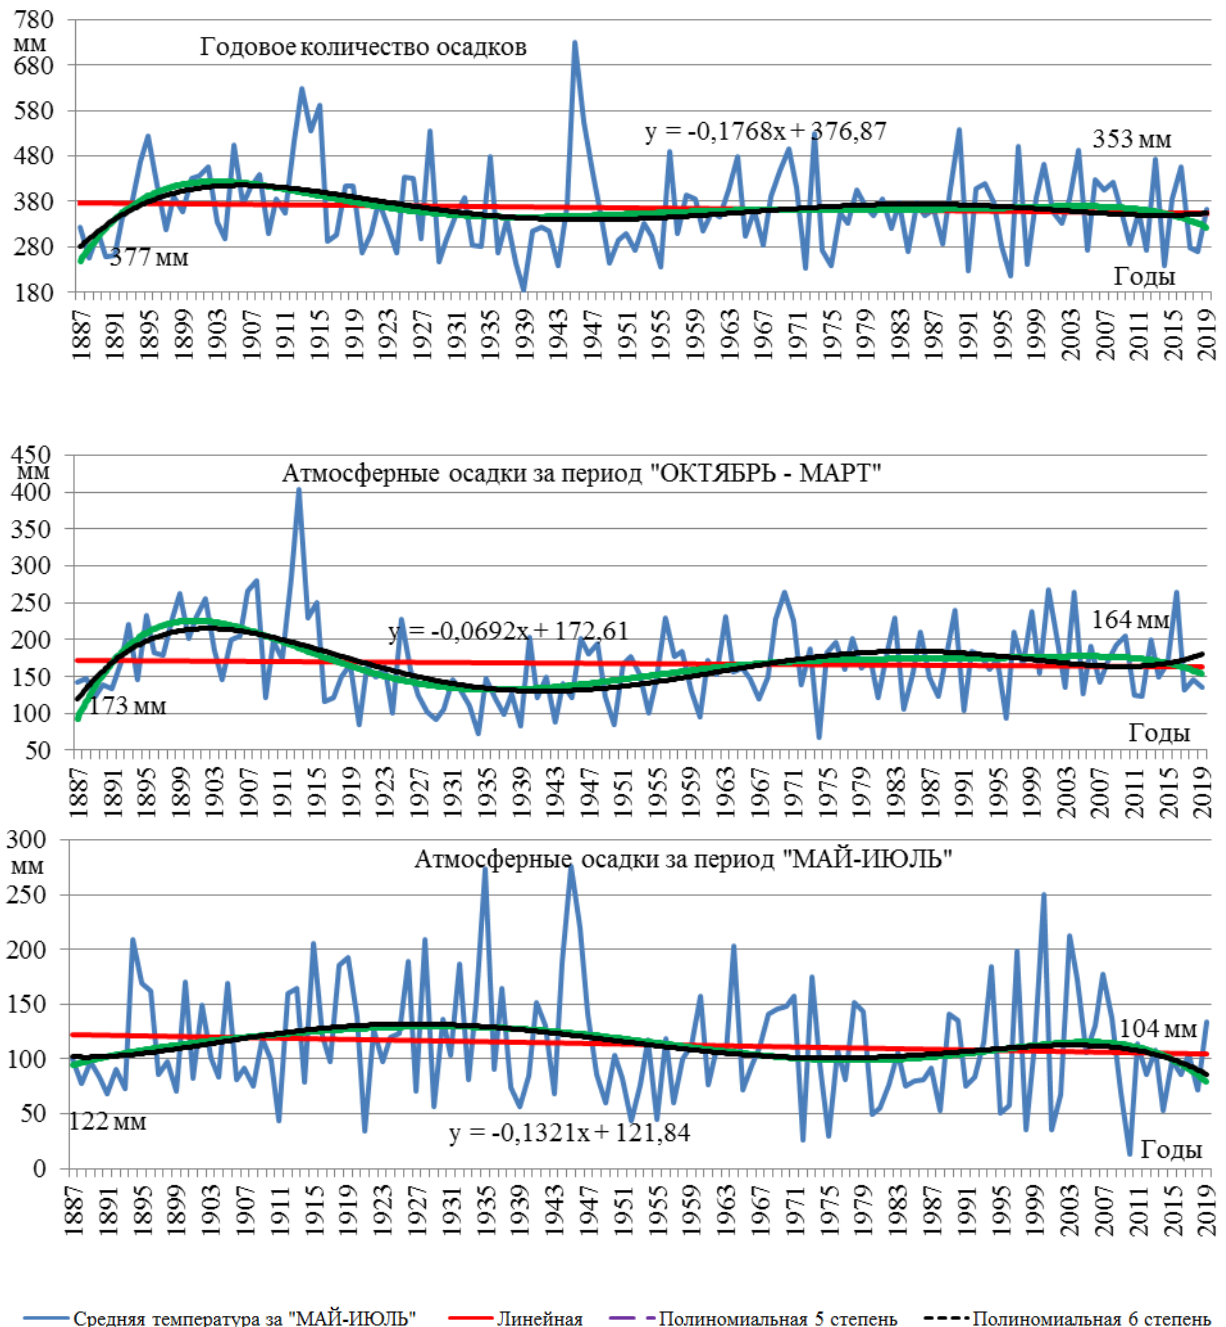 780
мм
Годовое количество осадков
680
580
y = -0,1768x + 376,87
353 мм
480
380
280
377 мм
Годы
180
1887 1891 1895 1899 1903 1907 1911 1915 1919 1923 1927 1931 1935 1939 1943 1947 1951 1955 1959 1963 1967 1971 1975 1979 1983 1987 1991 1995 1999 2003 2007 2011 2015 2019
450
мм
Атмосферные осадки за период "ОКТЯБРЬ - МАРТ"
400
350
300
250
164 мм
200
y = -0,0692x + 172,61
150
100
173 мм
Годы
50
1887 1891 1895 1899 1903 1907 1911 1915 1919 1923 1927 1931 1935 1939 1943 1947 1951 1955 1959 1963 1967 1971 1975 1979 1983 1987 1991 1995 1999 2003 2007 2011 2015 2019
300
мм
Атмосферные осадки за период "МАЙ-ИЮЛЬ"
250
200
150
104 мм
100
50
122 мм
y = -0,1321x + 121,84
Годы
0
1887 1891 1895 1899 1903 1907 1911 1915 1919 1923 1927 1931 1935 1939 1943 1947 1951 1955 1959 1963 1967 1971 1975 1979 1983 1987 1991 1995 1999 2003 2007 2011 2015 2019
Средняя температура за "МАЙ-ИЮЛЬ" Линейная Полиномиальная 5 степень Полиномиальная 6 степень